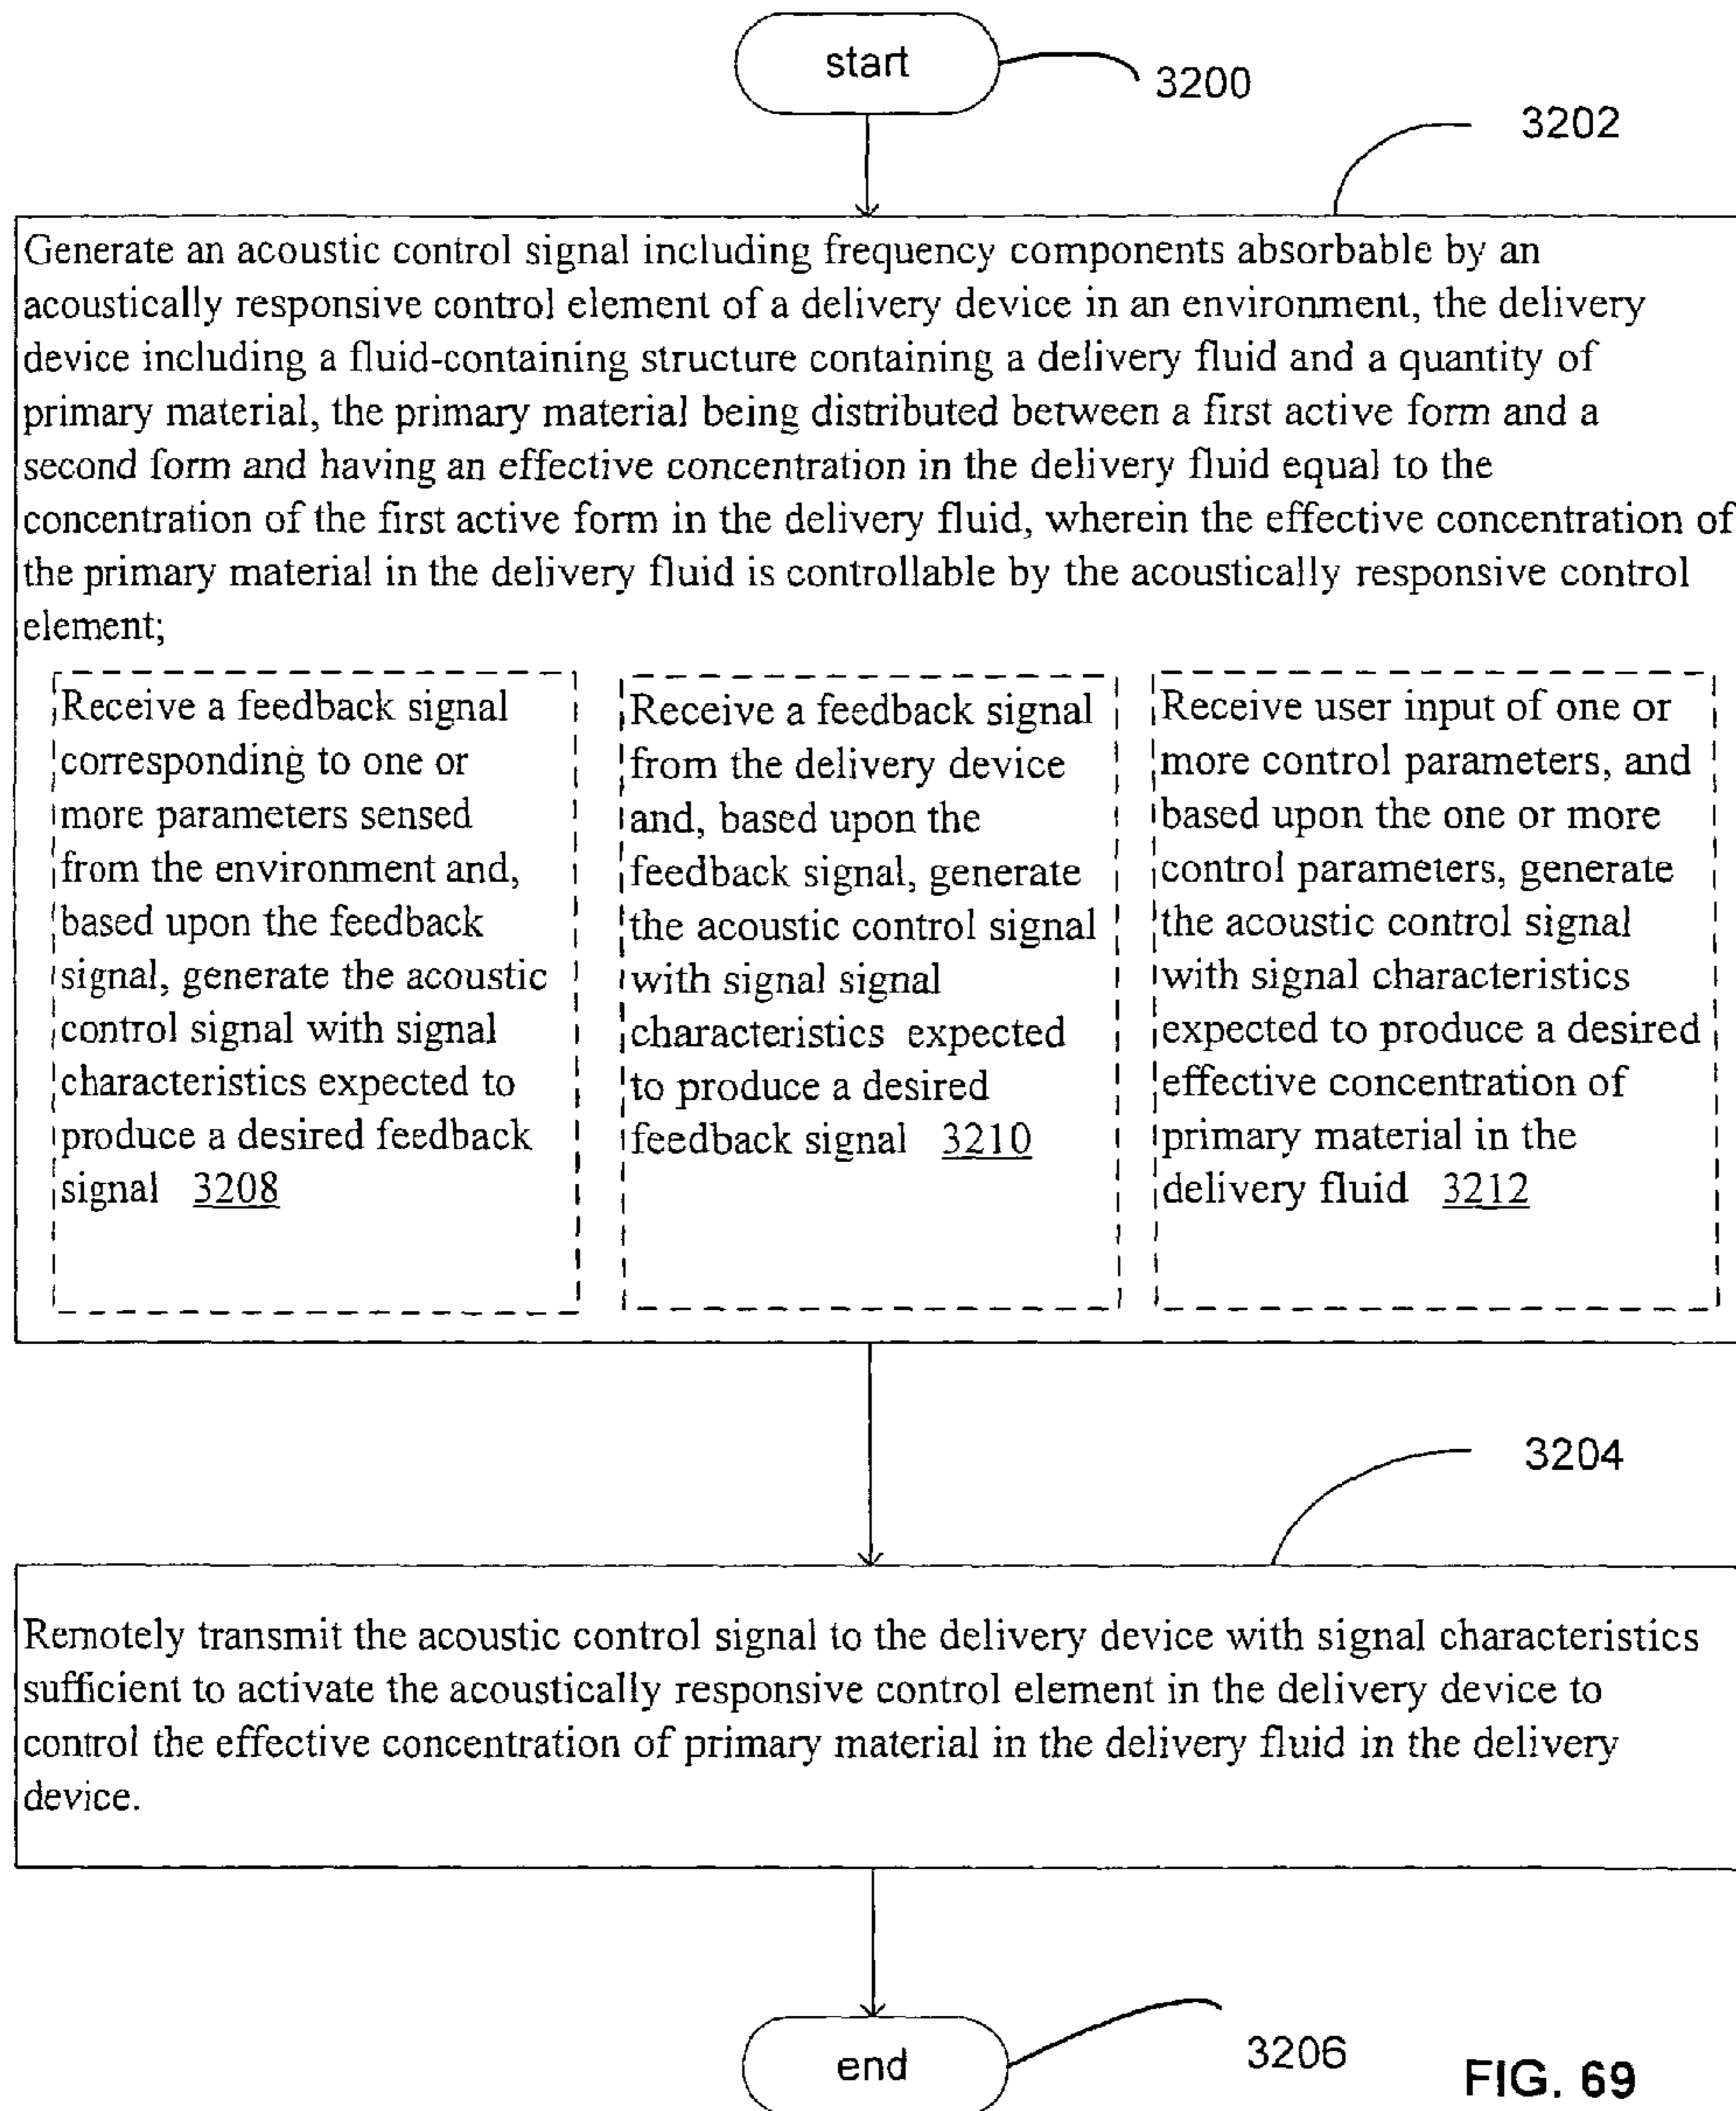 start
3200
3202
Generate an acoustic control signal including frequency components absorbable by an
acoustically responsive control element of a delivery device in an environment, the delivery
device including a fluid-containing structure containing a delivery fluid and a quantity of
primary material, the primary material being distributed between a first active form and a
second form and having an effective concentration in the delivery fluid equal to the
concentration of the first active form in the delivery fluid, wherein the effective concentration of
the primary material in the delivery fluid is controllable by the acoustically responsive control
element;
Receive a feedback signal
corresponding to one or
more parameters sensed
from the environment and,
based upon the feedback
signal, generate the acoustic
control signal with signal
characteristics expected to
produce a desired feedback
signal 3208
Receive a feedback signal
from the delivery device
and, based upon the
feedback signal, generate
the acoustic control signal
with signal signal
characteristics expected
to produce a desired
feedback signal 3210
Receive user input of one or
more control parameters, and
based upon the one or more
control parameters, generate
the acoustic control signal
with signal characteristics
expected to produce a desired
effective concentration of
primary material in the
delivery fluid 3212
3204
Remotely transmit the acoustic control signal to the delivery device with signal characteristics
sufficient to activate the acoustically responsive control element in the delivery device to
control the effective concentration of primary material in the delivery fluid in the delivery
device.
end
3206
FIG. 69